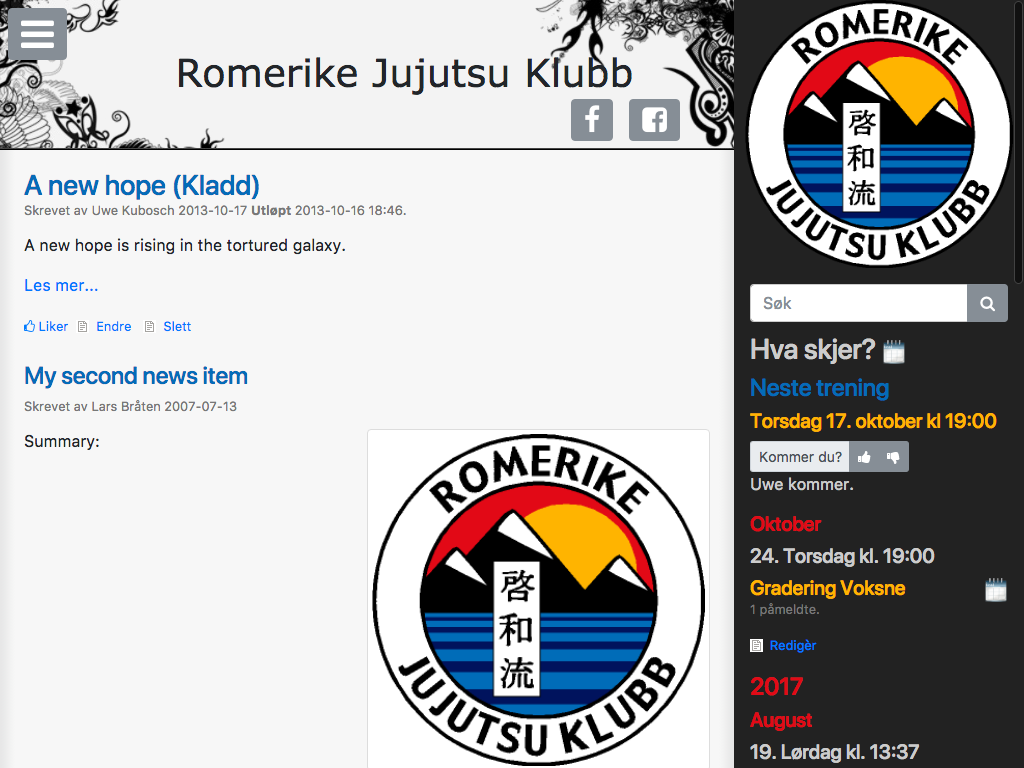 Romerike Jujutsu Klubb
A new hope (Kladd)
Skrevet av Uwe Kubosch 2013-10-17 Utløpt 2013-10-16 18:46.
A new hope is rising in the tortured galaxy.
Les mer...
Liker Endre Slett
My second news item
Skrevet av Lars Bråten 2007-07-13
Summary:
ROMERIKE
啓
和
流
JUJUTSU KLUBB
ROMERIKE
啓
和
流
JUJUTSU KLUBB
Søk
Hva skjer?
Neste trening
Torsdag 17. oktober kl 19:00
Kommer du?
Uwe kommer.
Oktober
24. Torsdag kl. 19:00
Gradering Voksne
1 påmeldte.
Redigèr
2017
August
19. Lørdag kl. 13:37